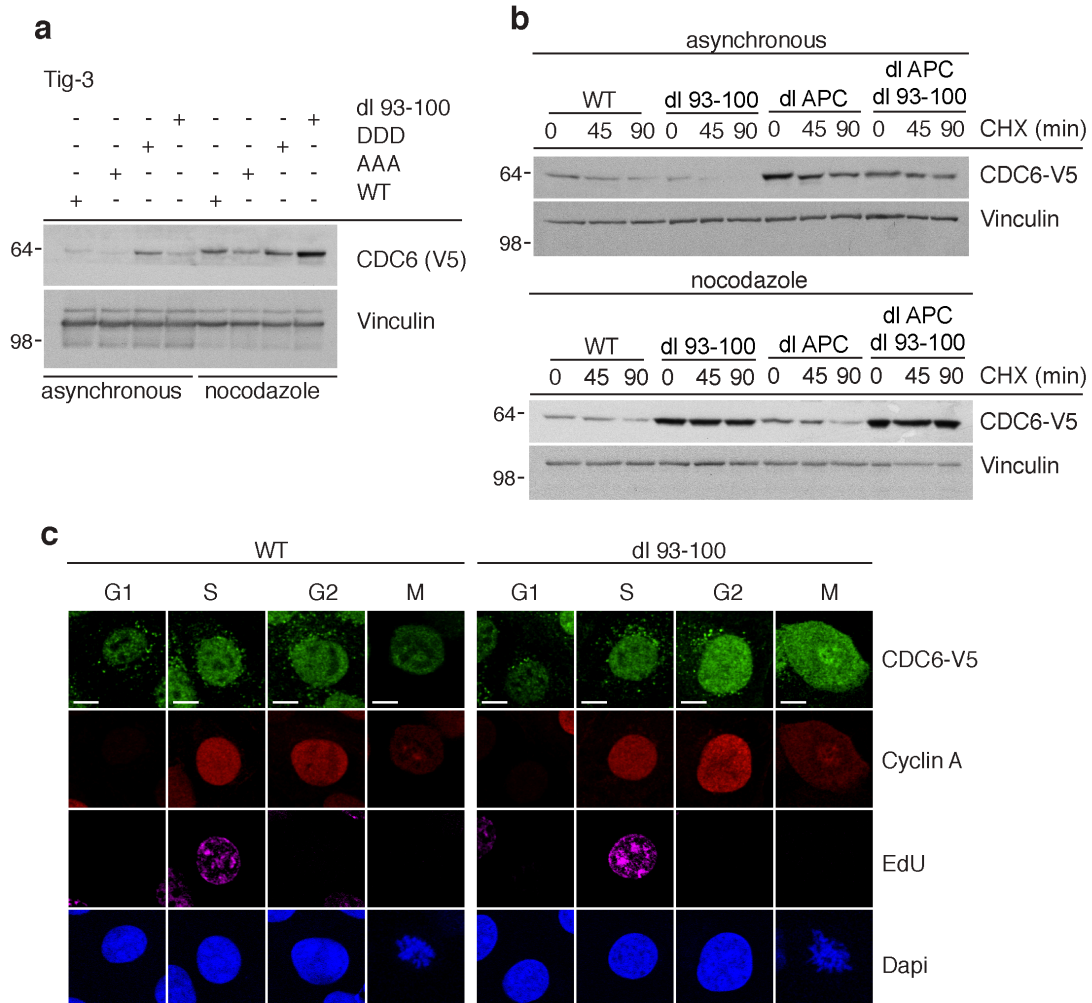 a
Tig-3
- - - + - - - + dl 93-100
- - + - - - + - DDD
- + - - - + - - AAA
+ - - - + - - - WT
64- CDC6 (V5)
Vinculin
98-
asynchronous nocodazole
b
asynchronous
dl APC
WT dl 93-100 dl APC dl 93-100
0 45 90 0 45 90 0 45 90 0 45 90 CHX (min)
64- CDC6-V5
Vinculin
98-
nocodazole
dl APC
WT dl 93-100 dl APC dl 93-100
0 45 90 0 45 90 0 45 90 0 45 90 CHX (min)
64- CDC6-V5
Vinculin
98-
c
WT dl 93-100
G1 S G2 M G1 S G2 M
CDC6-V5
Cyclin A
EdU
Dapi